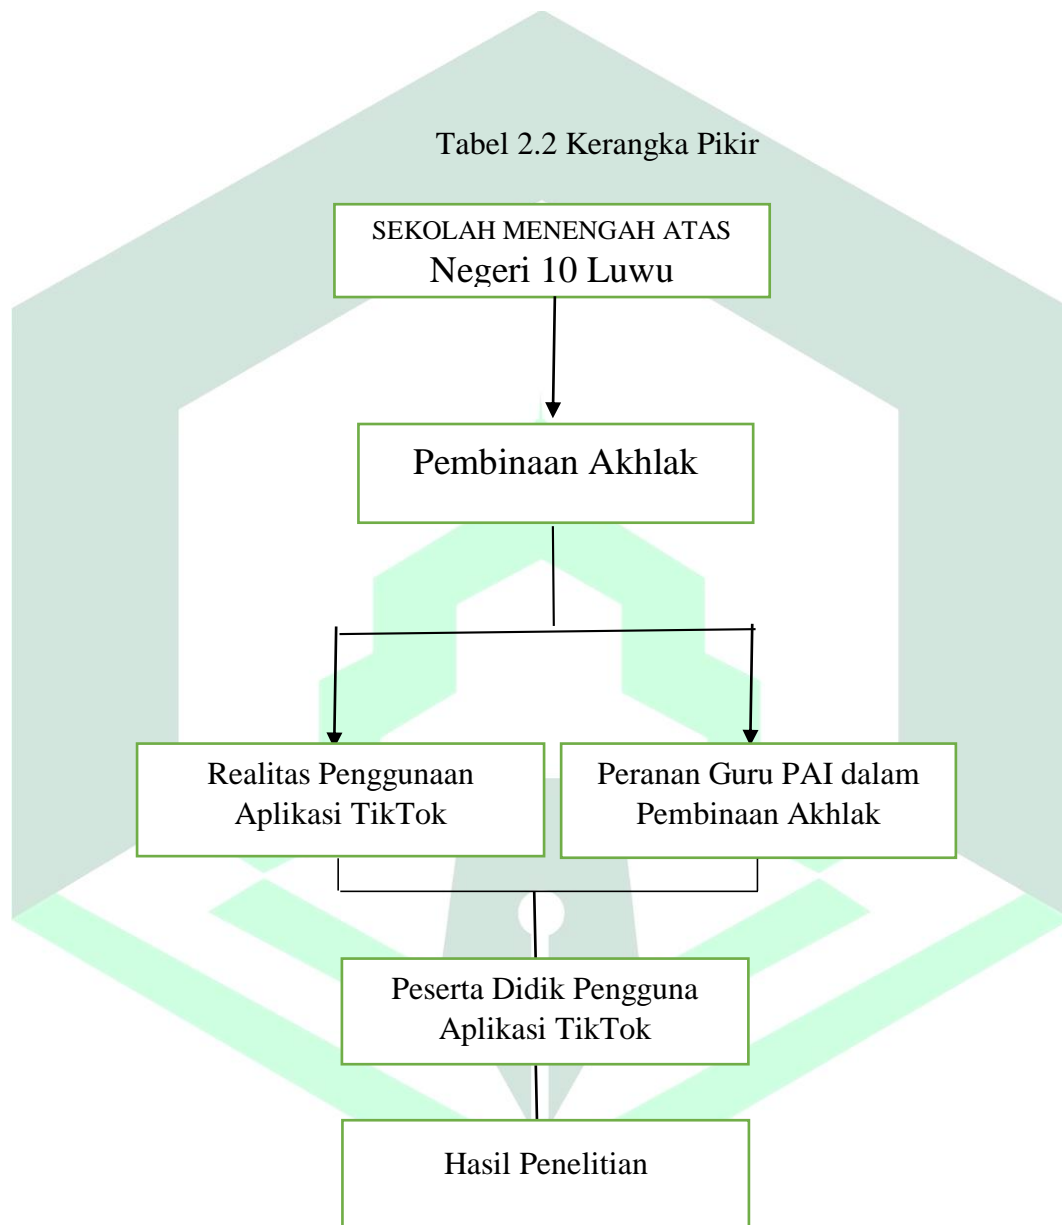 Tabel 2.2 Kerangka Pikir
SEKOLAH MENENGAH ATAS
Negeri 10 Luwu
Pembinaan Akhlak
Realitas Penggunaan
Aplikasi TikTok
Peranan Guru PAI dalam
Pembinaan Akhlak
Peserta Didik Pengguna
Aplikasi TikTok
Hasil Penelitian